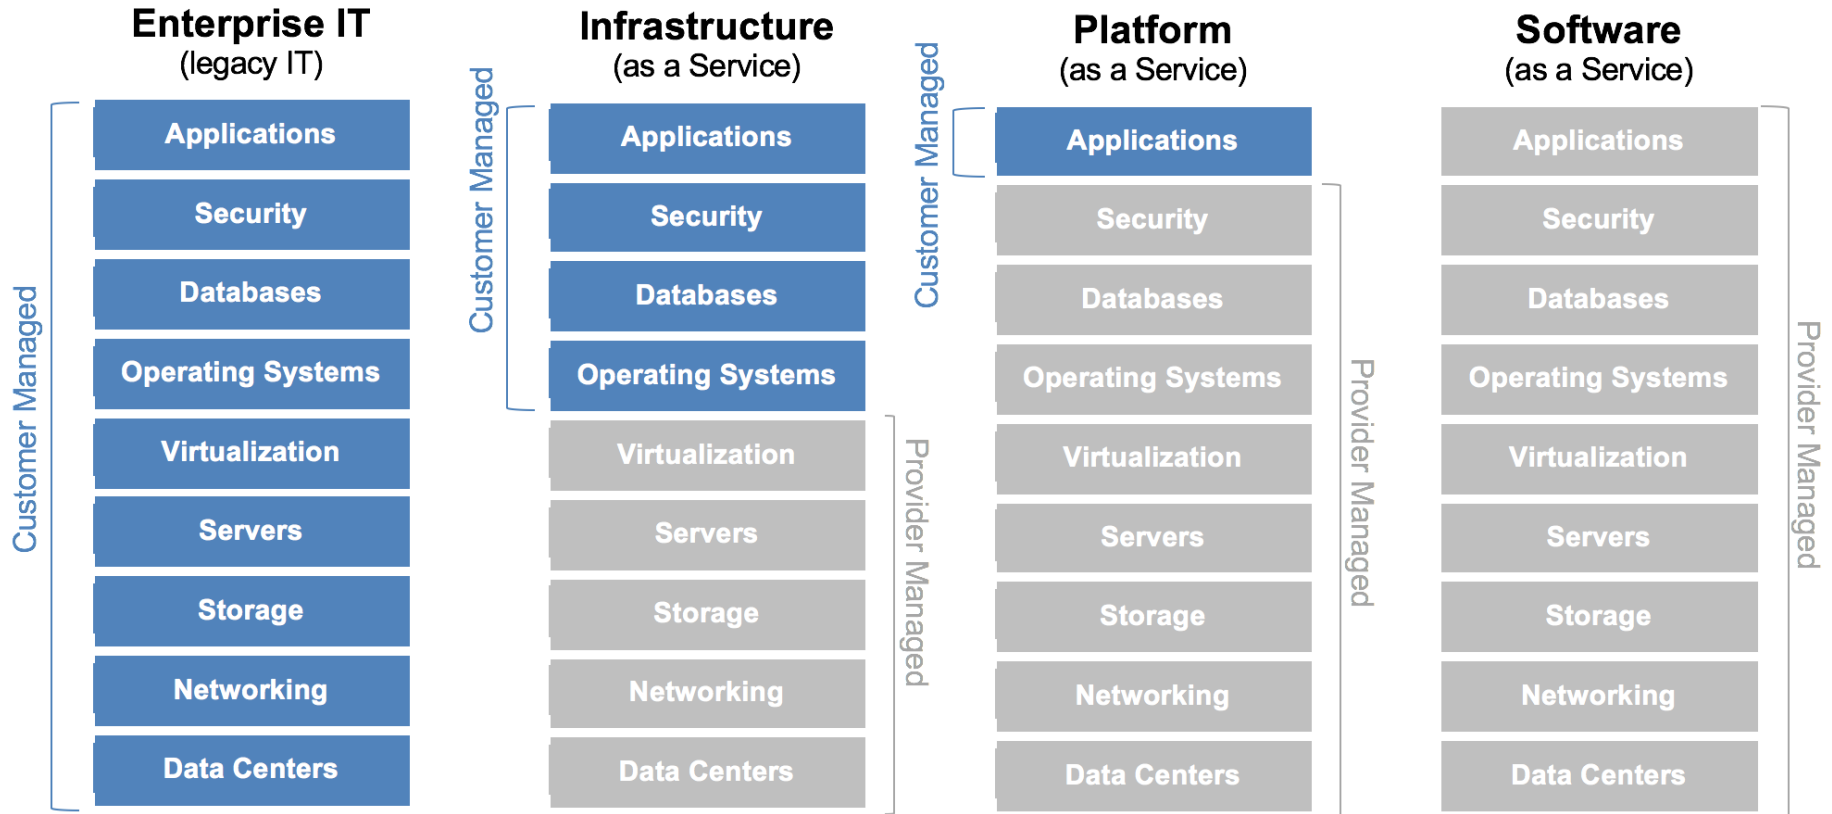 Enterprise IT
(legacy IT)
Customer Managed
Applications
Security
Databases
Operating Systems
Virtualization
Servers
Storage
Networking
Data Centers
Infrastructure
(as a Service)
Customer Managed
Applications
Security
Databases
Operating Systems
Virtualization
Servers
Storage
Networking
Data Centers
Provider Managed
Platform
(as a Service)
Customer Managed
Applications
Security
Databases
Operating Systems
Virtualization
Servers
Storage
Networking
Data Centers
Provider Managed
Software
(as a Service)
Applications
Security
Databases
Operating Systems
Virtualization
Servers
Storage
Networking
Data Centers
Provider Managed